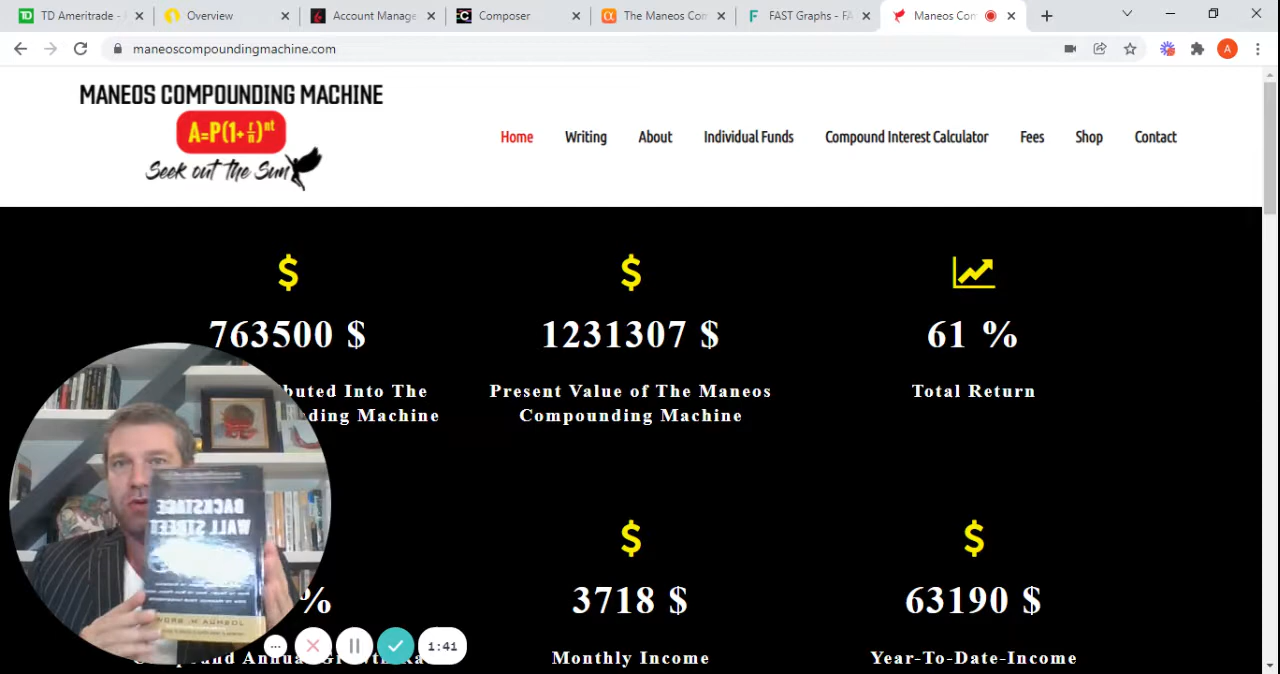 TD Ameritrade -
Overview
Account Manage
Composer
The Maneos Com
FAST Graphs - FA
Maneos Com
maneoscompoundingmachine.com
A
MANEOS COMPOUNDING MACHINE
A=P(1+r/n)^nt
Seek out the Sun
Home
Writing
About
Individual Funds
Compound Interest Calculator
Fees
Shop
Contact
$ $
763500 $
1231307 $
61 %
buted Into The
nding Machine
Present Value of The Maneos
Compounding Machine
Total Return
BACKSTAGE
WALL STREET
$ $
%
3718 $
63190 $
1:41
Monthly Income
Year-To-Date-Income